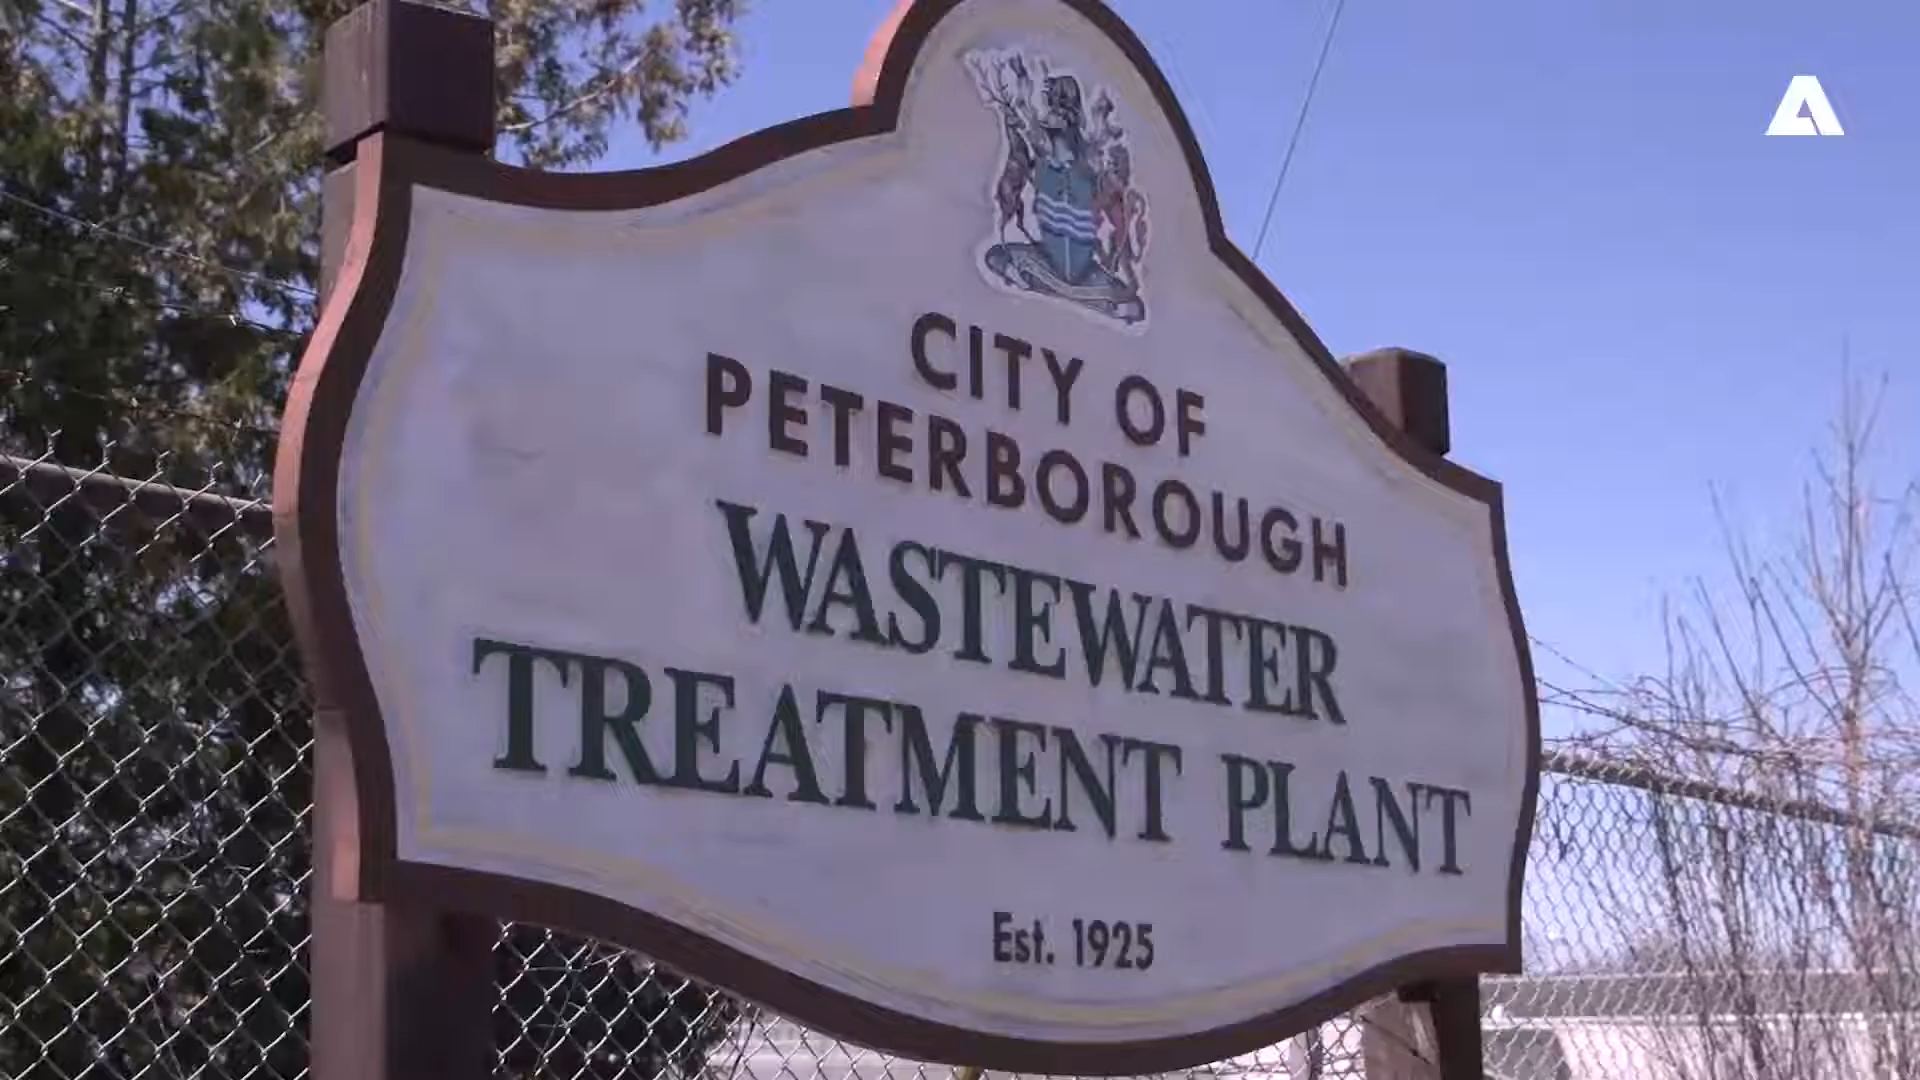 CITY OF
PETERBOROUGH
WASTEWATER
TREATMENT PLANT
Est. 1925